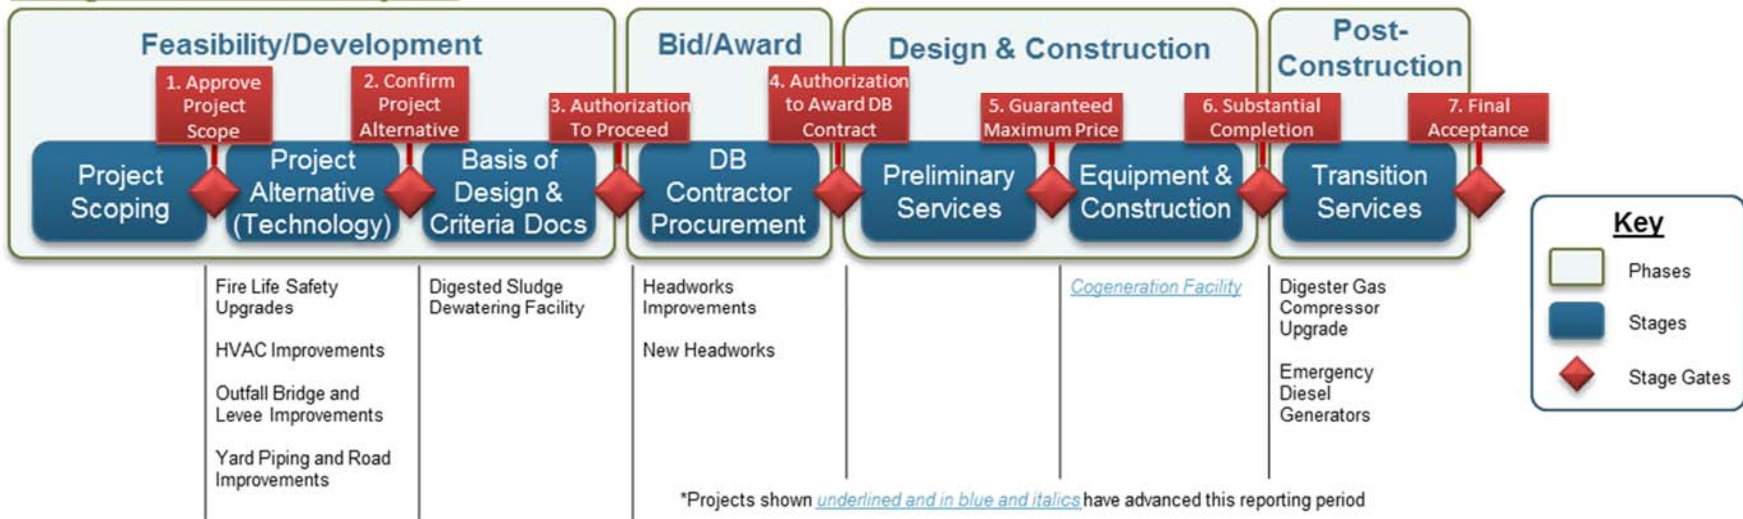 Feasibility/Development
Bid/Award
Design & Construction
Post-
Construction
1. Approve
Project
Scope
2. Confirm
Project
Alternative
3. Authorization
To Proceed
4. Authorization
to Award DB
Contract
5. Guaranteed
Maximum Price
6. Substantial
Completion
7. Final
Acceptance
Project
Scoping
Project
Alternative
(Technology)
Basis of
Design &
Criteria Docs
DB
Contractor
Procurement
Preliminary
Services
Equipment &
Construction
Transition
Services
Fire Life Safety
Upgrades
HVAC Improvements
Outfall Bridge and
Levee Improvements
Yard Piping and Road
Improvements
Digested Sludge
Dewatering Facility
Headworks
Improvements
New Headworks
Cogeneration Facility
Digester Gas
Compressor
Upgrade
Emergency
Diesel
Generators
Key
Phases
Stages
Stage Gates
*Projects shown underlined and in blue and italics have advanced this reporting period